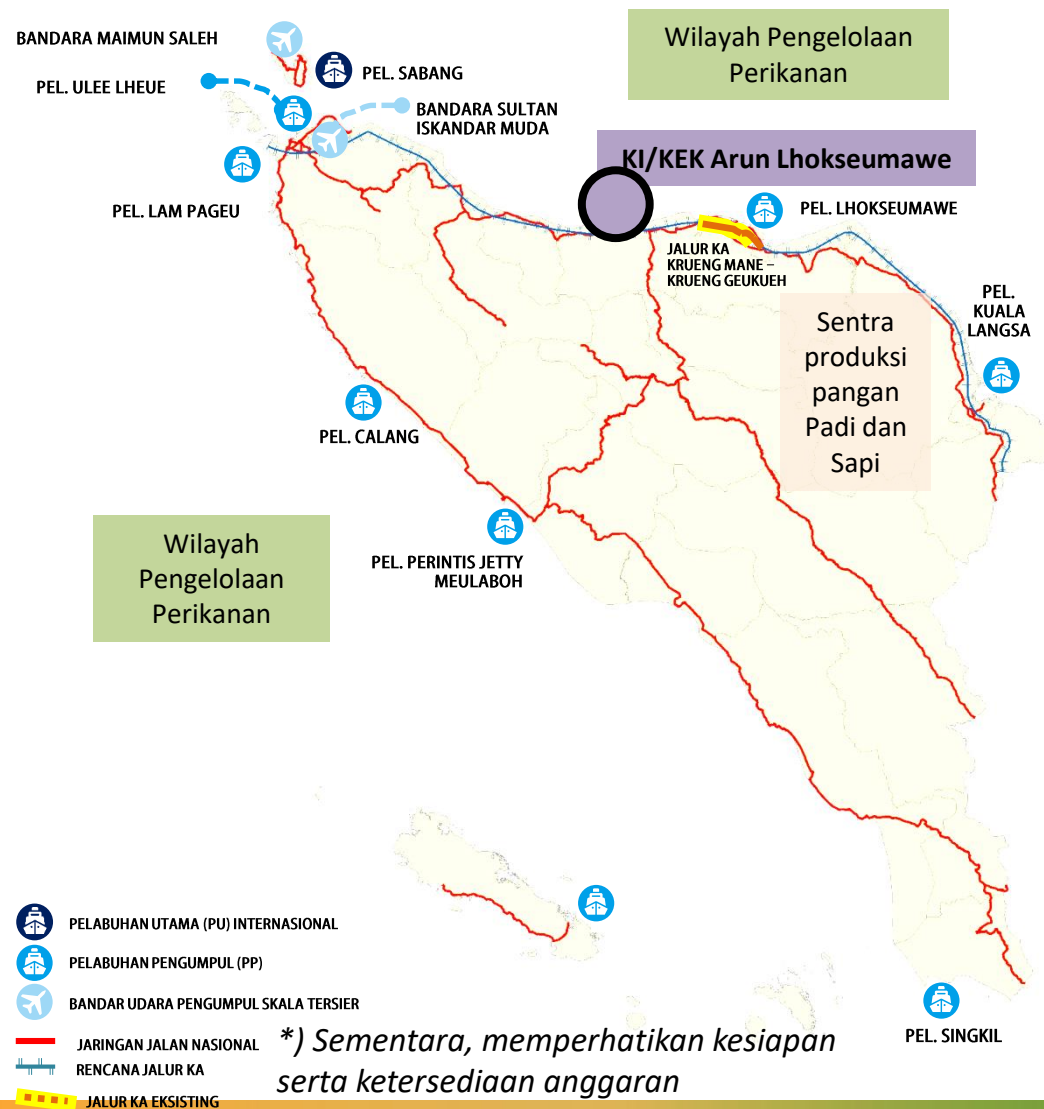 BANDARA MAIMUN SALEH
PEL. ULEE LHEUE
PEL. SABANG
BANDARA SULTAN
ISKANDAR MUDA
PEL. LAM PAGEU
Wilayah Pengelolaan
Perikanan
KI/KEK Arun Lhokseumawe
PEL. LHOKSEUMAWE
JALUR KA
KRUENG MANE –
KRUENG GEUKUEH
PEL.
KUALA
LANGSA
Sentra
produksi
pangan
Padi dan
Sapi
PEL. CALANG
PEL. PERINTIS JETTY
MEULABOH
Wilayah
Pengelolaan
Perikanan
PELABUHAN UTAMA (PU) INTERNASIONAL
PELABUHAN PENGUMPUL (PP)
BANDAR UDARA PENGUMPUL SKALA TERSIER
JARINGAN JALAN NASIONAL
RENCANA JALUR KA
JALUR KA EKSISTING
*) Sementara, memperhatikan kesiapan
serta ketersediaan anggaran
PEL. SINGKIL